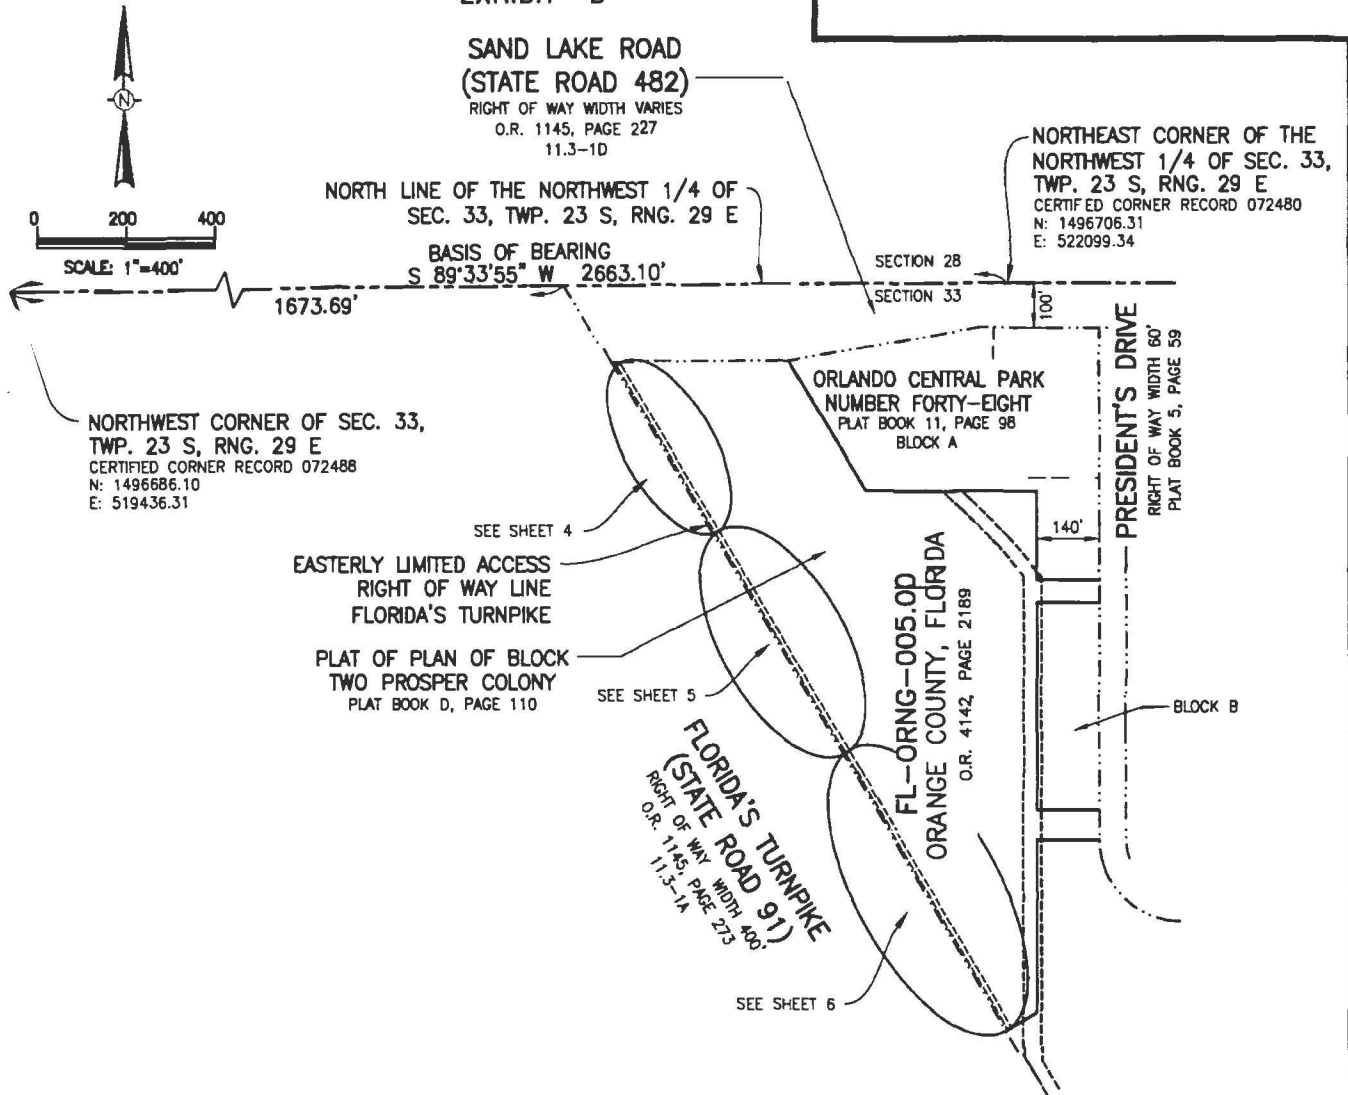 SAND LAKE ROAD
(STATE ROAD 482)
RIGHT OF WAY WIDTH VARIES
O.R. 1145, PAGE 227
11.3-1D
N
0 200 400
SCALE: 1"=400'
NORTH LINE OF THE NORTHWEST 1/4 OF
SEC. 33, TWP. 23 S, RNG. 29 E
NORTHEAST CORNER OF THE
NORTHWEST 1/4 OF SEC. 33,
TWP. 23 S, RNG. 29 E
CERTIFED CORNER RECORD 072480
N: 1496706.31
E: 522099.34
BASIS OF BEARING
S 89°33'55" W 2663.10'
1673.69'
SECTION 28
SECTION 33
100'
NORTHWEST CORNER OF SEC. 33,
TWP. 23 S, RNG. 29 E
CERTIFIED CORNER RECORD 072488
N: 1496686.10
E: 519436.31
ORLANDO CENTRAL PARK
NUMBER FORTY-EIGHT
PLAT BOOK 11, PAGE 98
BLOCK A
PRESIDENT'S DRIVE
RIGHT OF WAY WIDTH 60'
PLAT BOOK 5, PAGE 59
140'
SEE SHEET 4
EASTERLY LIMITED ACCESS
RIGHT OF WAY LINE
FLORIDA'S TURNPIKE
PLAT OF PLAN OF BLOCK
TWO PROSPER COLONY
PLAT BOOK D, PAGE 110
SEE SHEET 5
FL-ORNG-005.0D
ORANGE COUNTY, FLORIDA
O.R. 4142, PAGE 2189
BLOCK B
FLORIDA'S TURNPIKE
(STATE ROAD 91)
RIGHT OF WAY WIDTH 400'
O.R. 1145, PAGE 273
11.3-1A
SEE SHEET 6